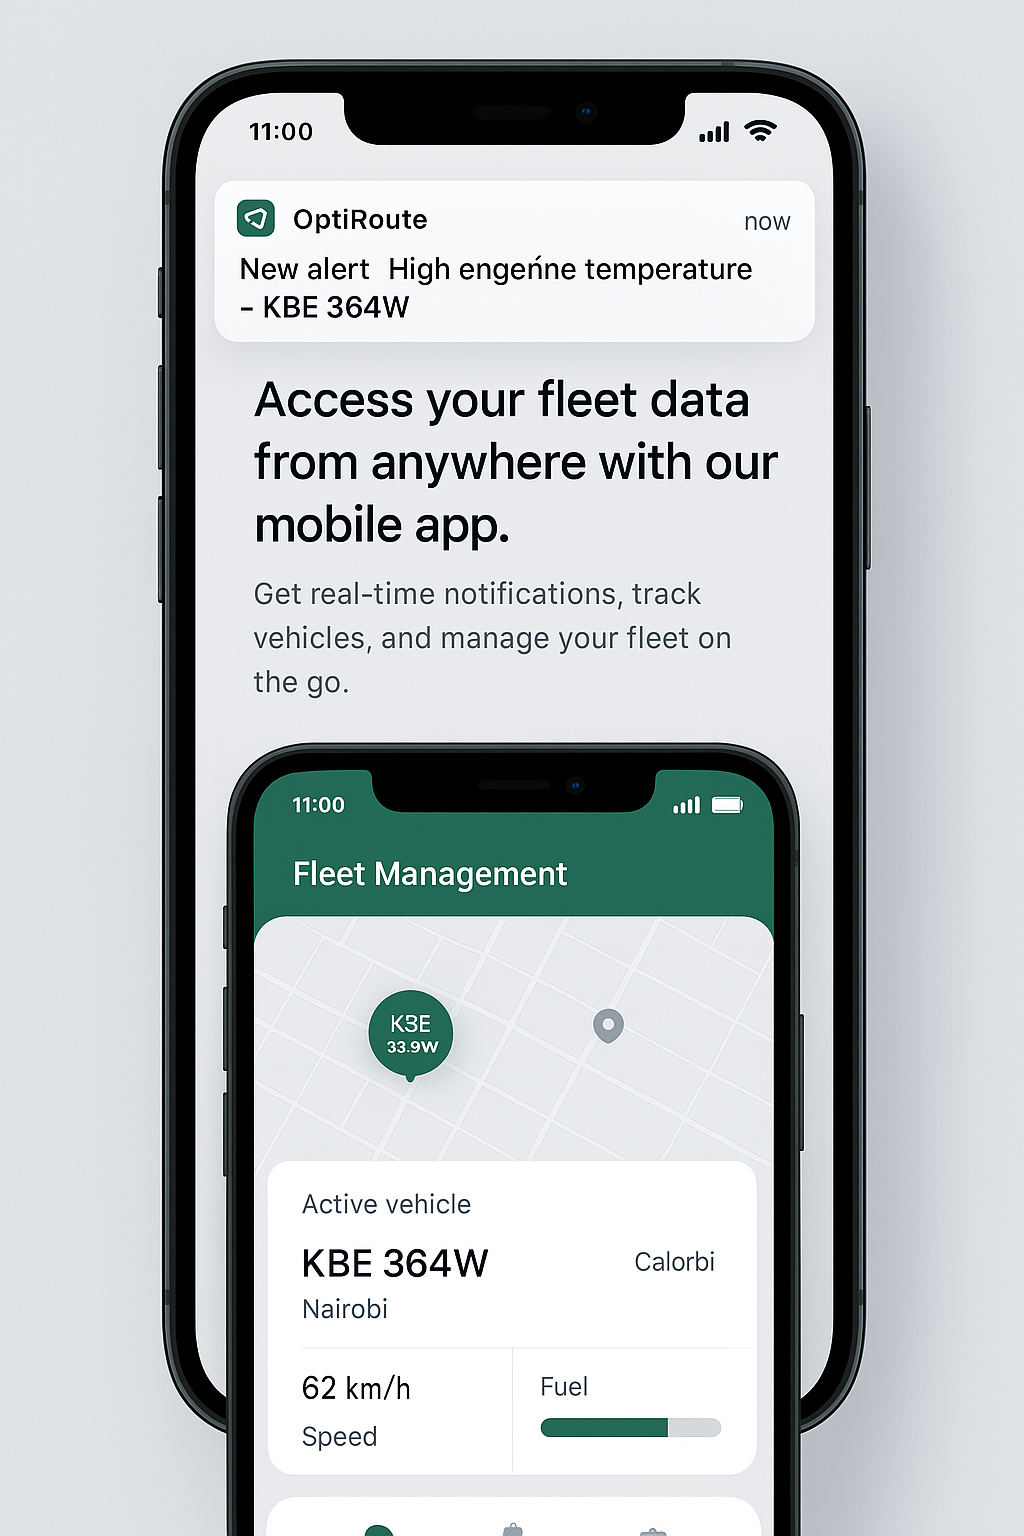 11:00
OptiRoute
now
New alert High engeńne temperature
– KBE 364W
Access your fleet data
from anywhere with our
mobile app.
Get real-time notifications, track
vehicles, and manage your fleet on
the go.
11:00
Fleet Management
KBE
33.9W
Active vehicle
KBE 364W
Calorbi
Nairobi
62 km/h
Fuel
Speed